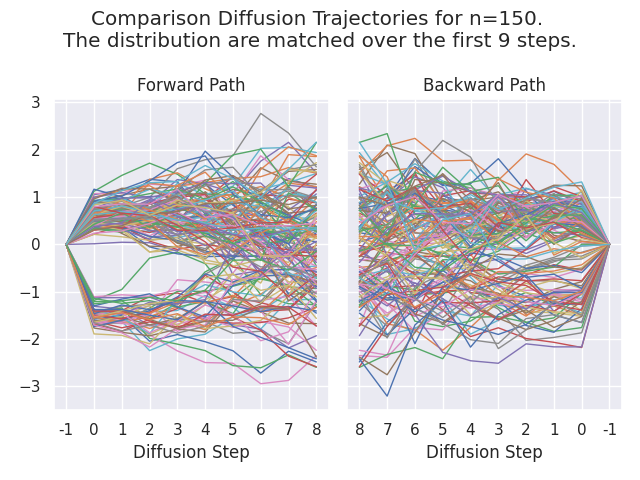 Comparison Diffusion Trajectories for n=150.
The distribution are matched over the first 9 steps.
Forward Path
Backward Path
3
2
1
0
−1
−2
−3
-1 0 1 2 3 4 5 6 7 8
8 7 6 5 4 3 2 1 0 -1
Diffusion Step
Diffusion Step